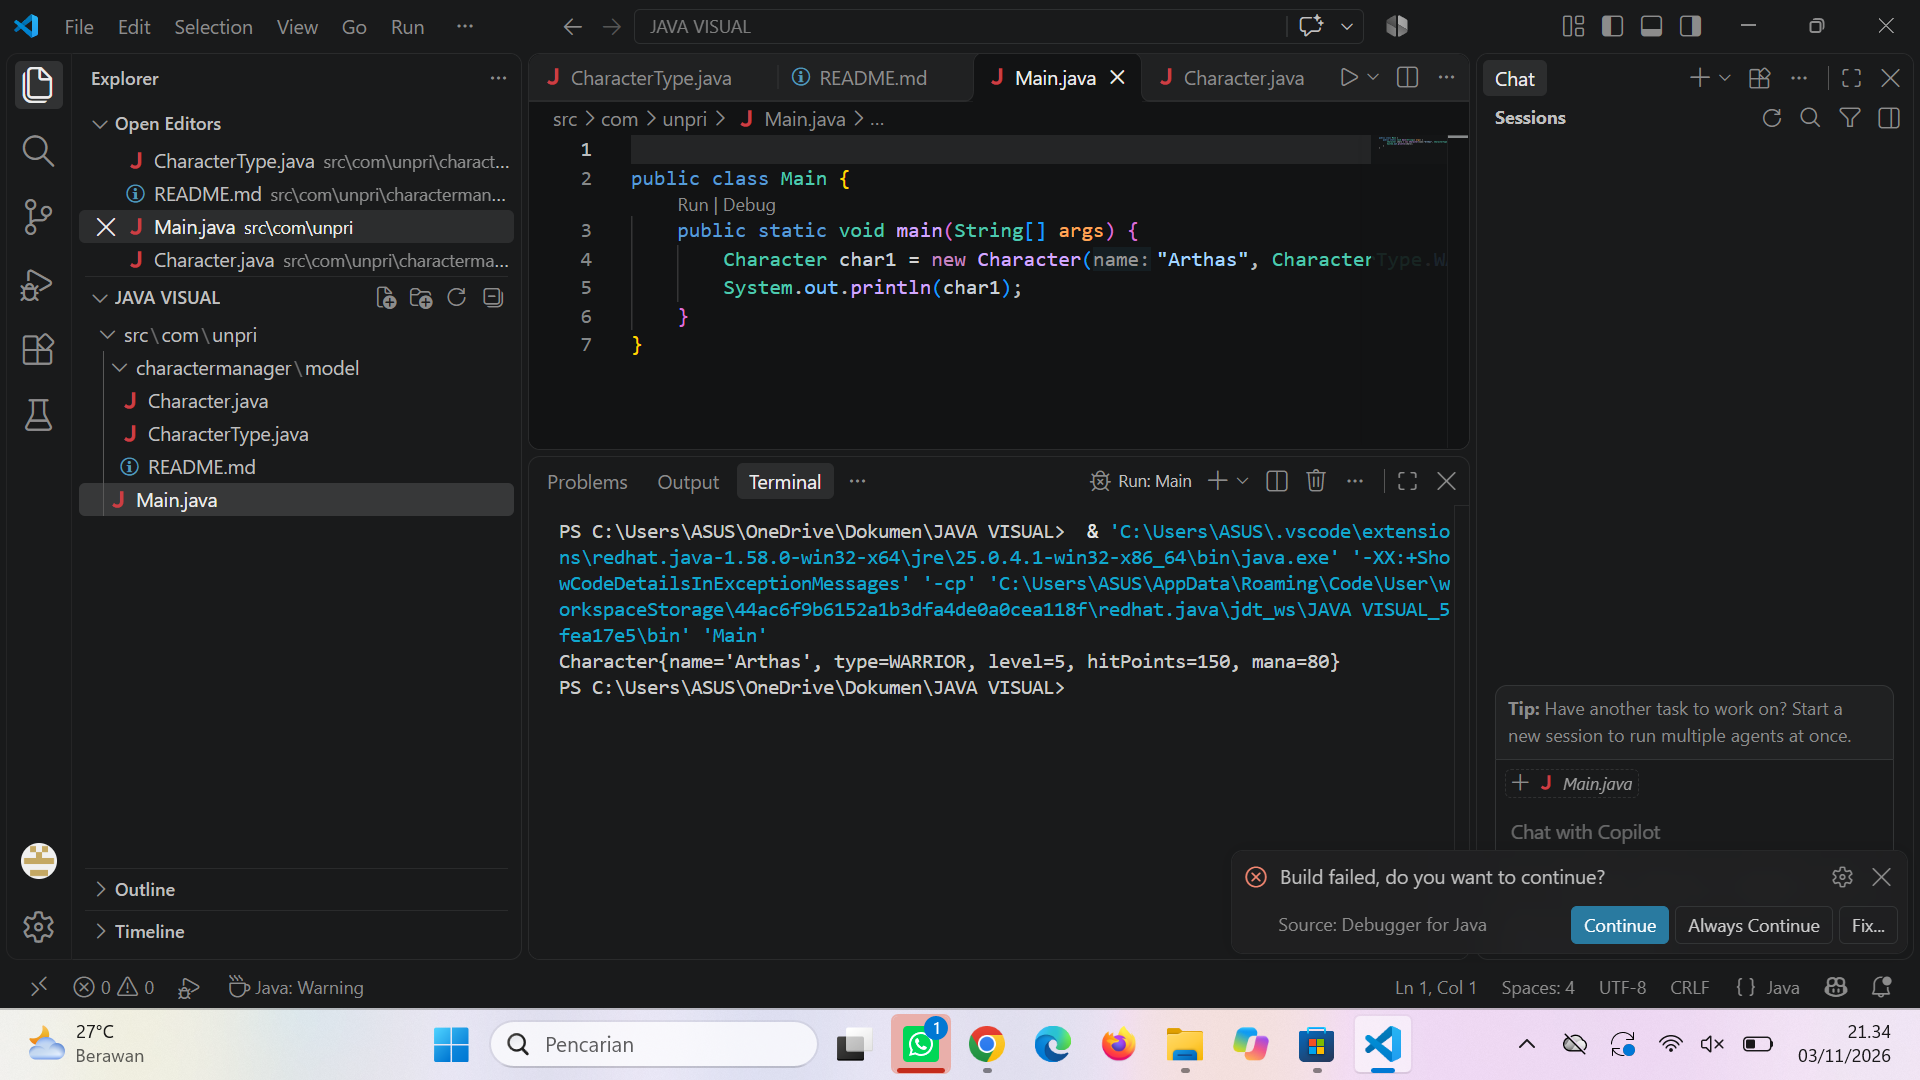 File Edit Selection View Go Run ···
JAVA VISUAL
Explorer
Open Editors
CharacterType.java src\com\unpri\charact...
README.md src\com\unpri\characterman...
Main.java src\com\unpri
Character.java src\com\unpri\characterma...
JAVA VISUAL
src\com\unpri
charactermanager\model
Character.java
CharacterType.java
README.md
Main.java
Outline
Timeline
CharacterType.java README.md Main.java Character.java
src > com > unpri > Main.java > ...
1
2 public class Main {
Run | Debug
3 public static void main(String[] args) {
4 Character char1 = new Character(name: "Arthas", CharacterType.W
5 System.out.println(char1);
6 }
7 }
Problems Output Terminal ··· Run: Main
PS C:\Users\ASUS\OneDrive\Dokumen\JAVA VISUAL> & 'C:\Users\ASUS\.vscode\extensio
ns\redhat.java-1.58.0-win32-x64\jre\25.0.4.1-win32-x86_64\bin\java.exe' '-XX:+Sho
wCodeDetailsInExceptionMessages' '-cp' 'C:\Users\ASUS\AppData\Roaming\Code\User\w
orkspaceStorage\44ac6f9b6152a1b3dfa4de0a0cea118f\redhat.java\jdt_ws\JAVA VISUAL_5
fea17e5\bin' 'Main'
Character{name='Arthas', type=WARRIOR, level=5, hitPoints=150, mana=80}
PS C:\Users\ASUS\OneDrive\Dokumen\JAVA VISUAL>
Chat
Sessions
Tip: Have another task to work on? Start a
new session to run multiple agents at once.
Main.java
Chat with Copilot
Build failed, do you want to continue?
Source: Debugger for Java Continue Always Continue Fix...
0 0 Java: Warning Ln 1, Col 1 Spaces: 4 UTF-8 CRLF {} Java
27°C
Berawan
Pencarian
1
21.34
03/11/2026